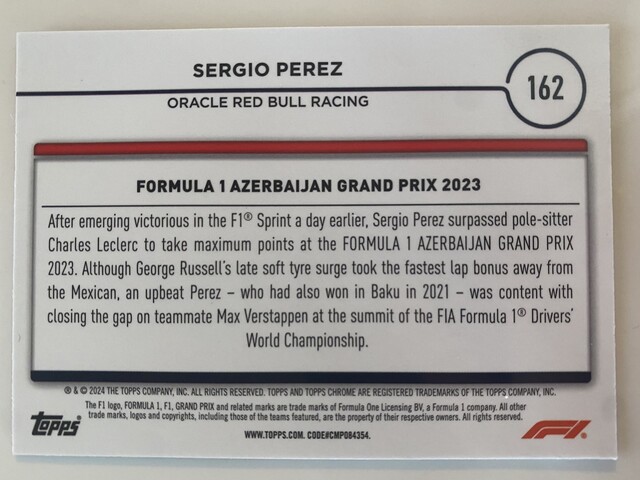 SERGIO PEREZ
162
ORACLE RED BULL RACING
FORMULA 1 AZERBAIJAN GRAND PRIX 2023
After emerging victorious in the F1® Sprint a day earlier, Sergio Perez surpassed pole-sitter
Charles Leclerc to take maximum points at the FORMULA 1 AZERBAIJAN GRAND PRIX
2023. Although George Russell's late soft tyre surge took the fastest lap bonus away from
the Mexican, an upbeat Perez – who had also won in Baku in 2021 – was content with
closing the gap on teammate Max Verstappen at the summit of the FIA Formula 1® Drivers'
World Championship.
® & © 2024 THE TOPPS COMPANY, INC. ALL RIGHTS RESERVED. TOPPS AND TOPPS CHROME ARE REGISTERED TRADEMARKS OF THE TOPPS COMPANY, INC.
The F1 logo, FORMULA 1, F1, GRAND PRIX and related marks are trade marks of Formula One Licensing BV, a Formula 1 company. All other
trade marks, logos and copyrights, including those of the teams featured, are the property of their respective owners. All rights reserved.
Topps®
WWW.TOPPS.COM. CODE#CMP084354.
F1